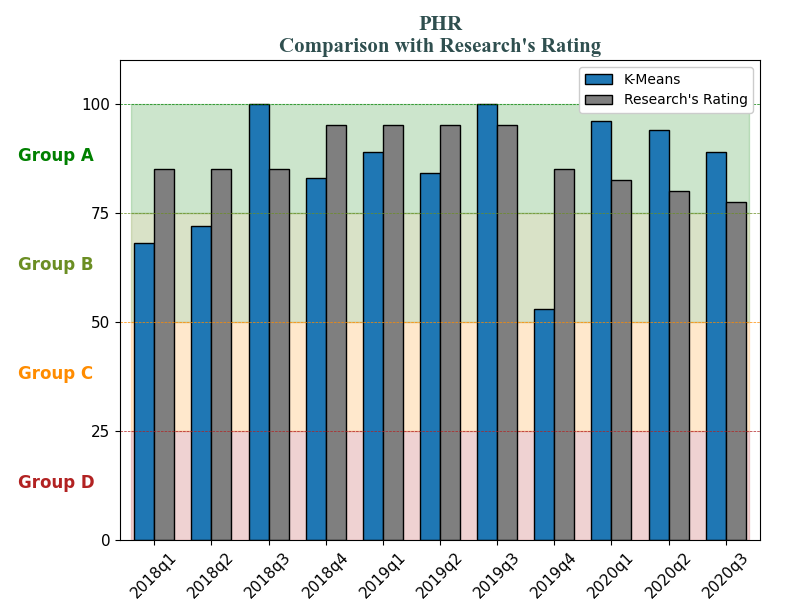 PHR
Comparison with Research's Rating
K-Means
Research's Rating
100
Group A
75
Group B
50
Group C
25
Group D
0
2018q1
2018q2
2018q3
2018q4
2019q1
2019q2
2019q3
2019q4
2020q1
2020q2
2020q3